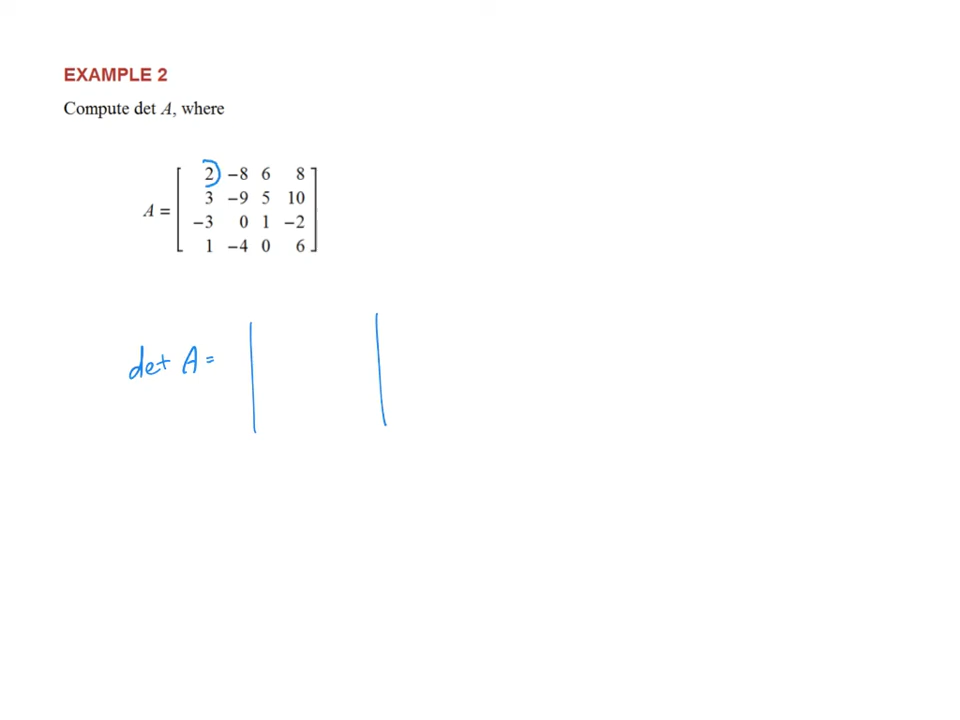 EXAMPLE 2
Compute det A, where
2 −8 6 8
3 −9 5 10
A =
−3 0 1 −2
1 −4 0 6
det A =